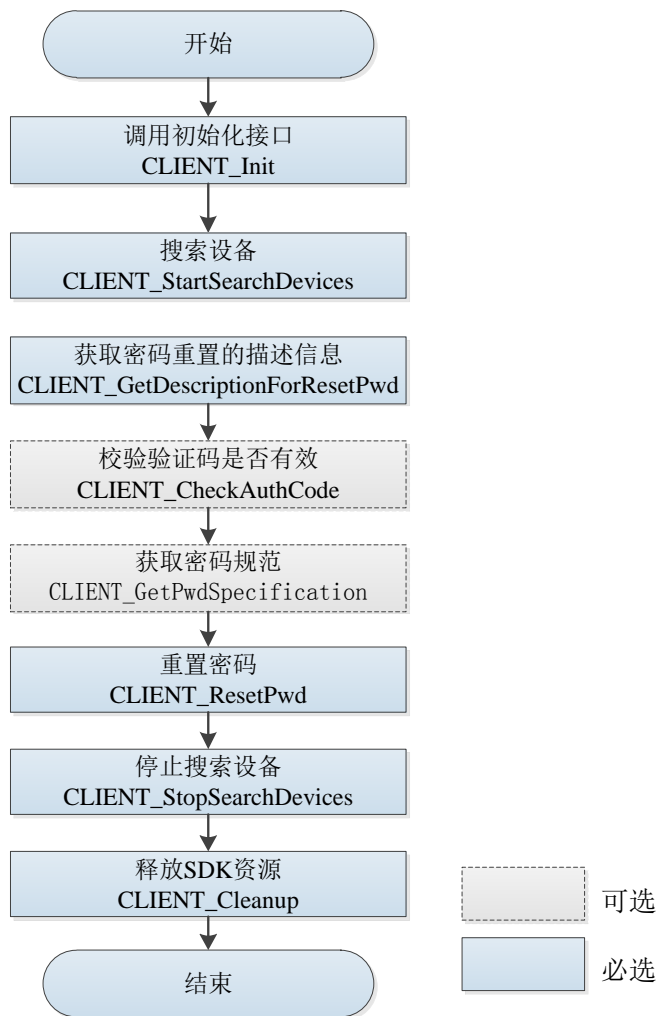 开始
调用初始化接口
CLIENT_Init
搜索设备
CLIENT_StartSearchDevices
获取密码重置的描述信息
CLIENT_GetDescriptionForResetPwd
校验验证码是否有效
CLIENT_CheckAuthCode
获取密码规范
CLIENT_GetPwdSpecification
重置密码
CLIENT_ResetPwd
停止搜索设备
CLIENT_StopSearchDevices
释放SDK资源
CLIENT_Cleanup
结束
可选
必选